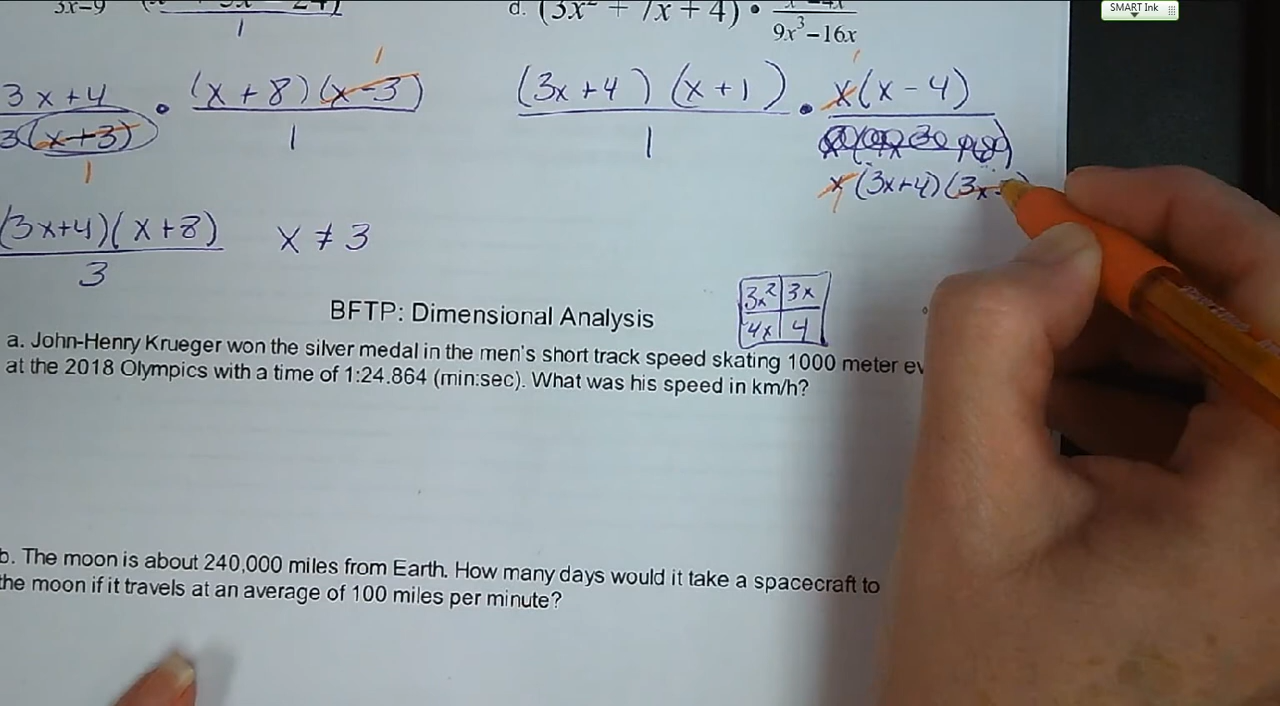 SMART Ink
3x-9
1
d. (3x² + 7x + 4) •
9x³-16x
3x+4 • (x+8)(x-3) 1
3(x+3) 1
1
(3x+4)(x+1) • x(x-4) 1
1
x(3x+4)(3x
1
(3x+4)(x+8) x ≠ 3
3
3x² 3x
4x 4
BFTP: Dimensional Analysis
a. John-Henry Krueger won the silver medal in the men's short track speed skating 1000 meter ev
at the 2018 Olympics with a time of 1:24.864 (min:sec). What was his speed in km/h?
b. The moon is about 240,000 miles from Earth. How many days would it take a spacecraft to
the moon if it travels at an average of 100 miles per minute?